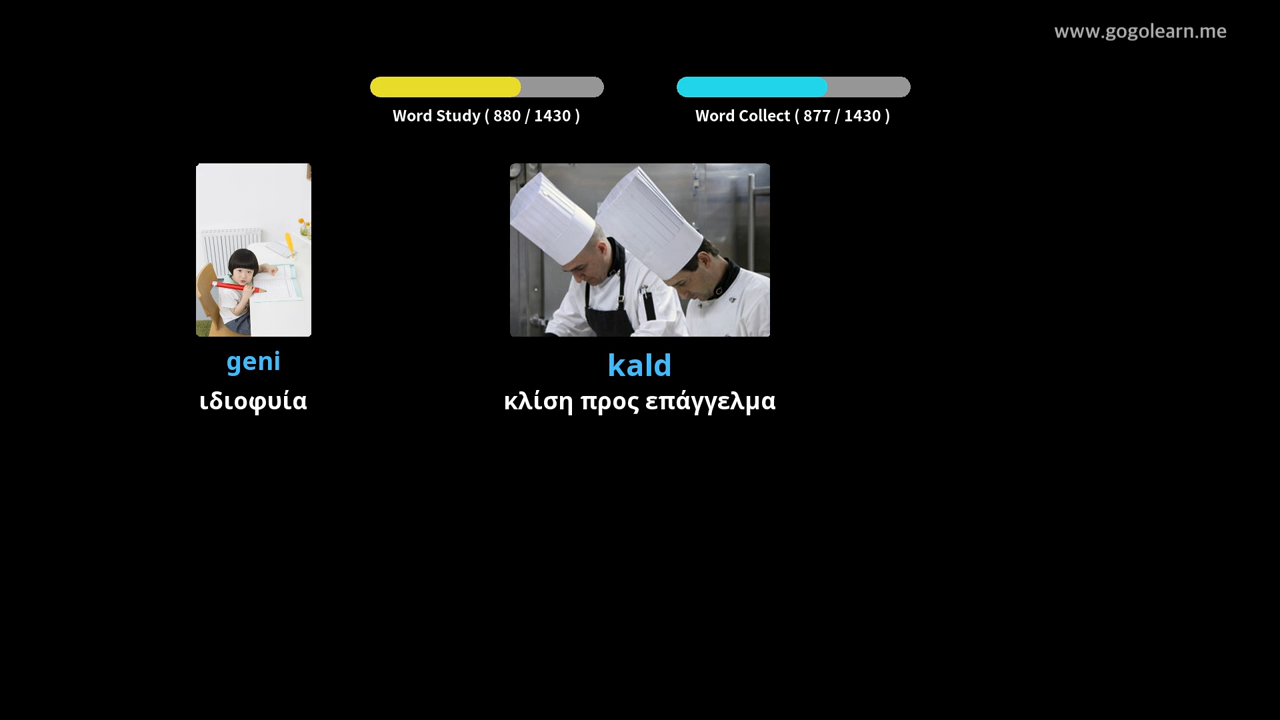 www.gogolearn.me
Word Study ( 880 / 1430 )
Word Collect ( 877 / 1430 )
geni
ιδιοφυία
kald
κλίση προς επάγγελμα